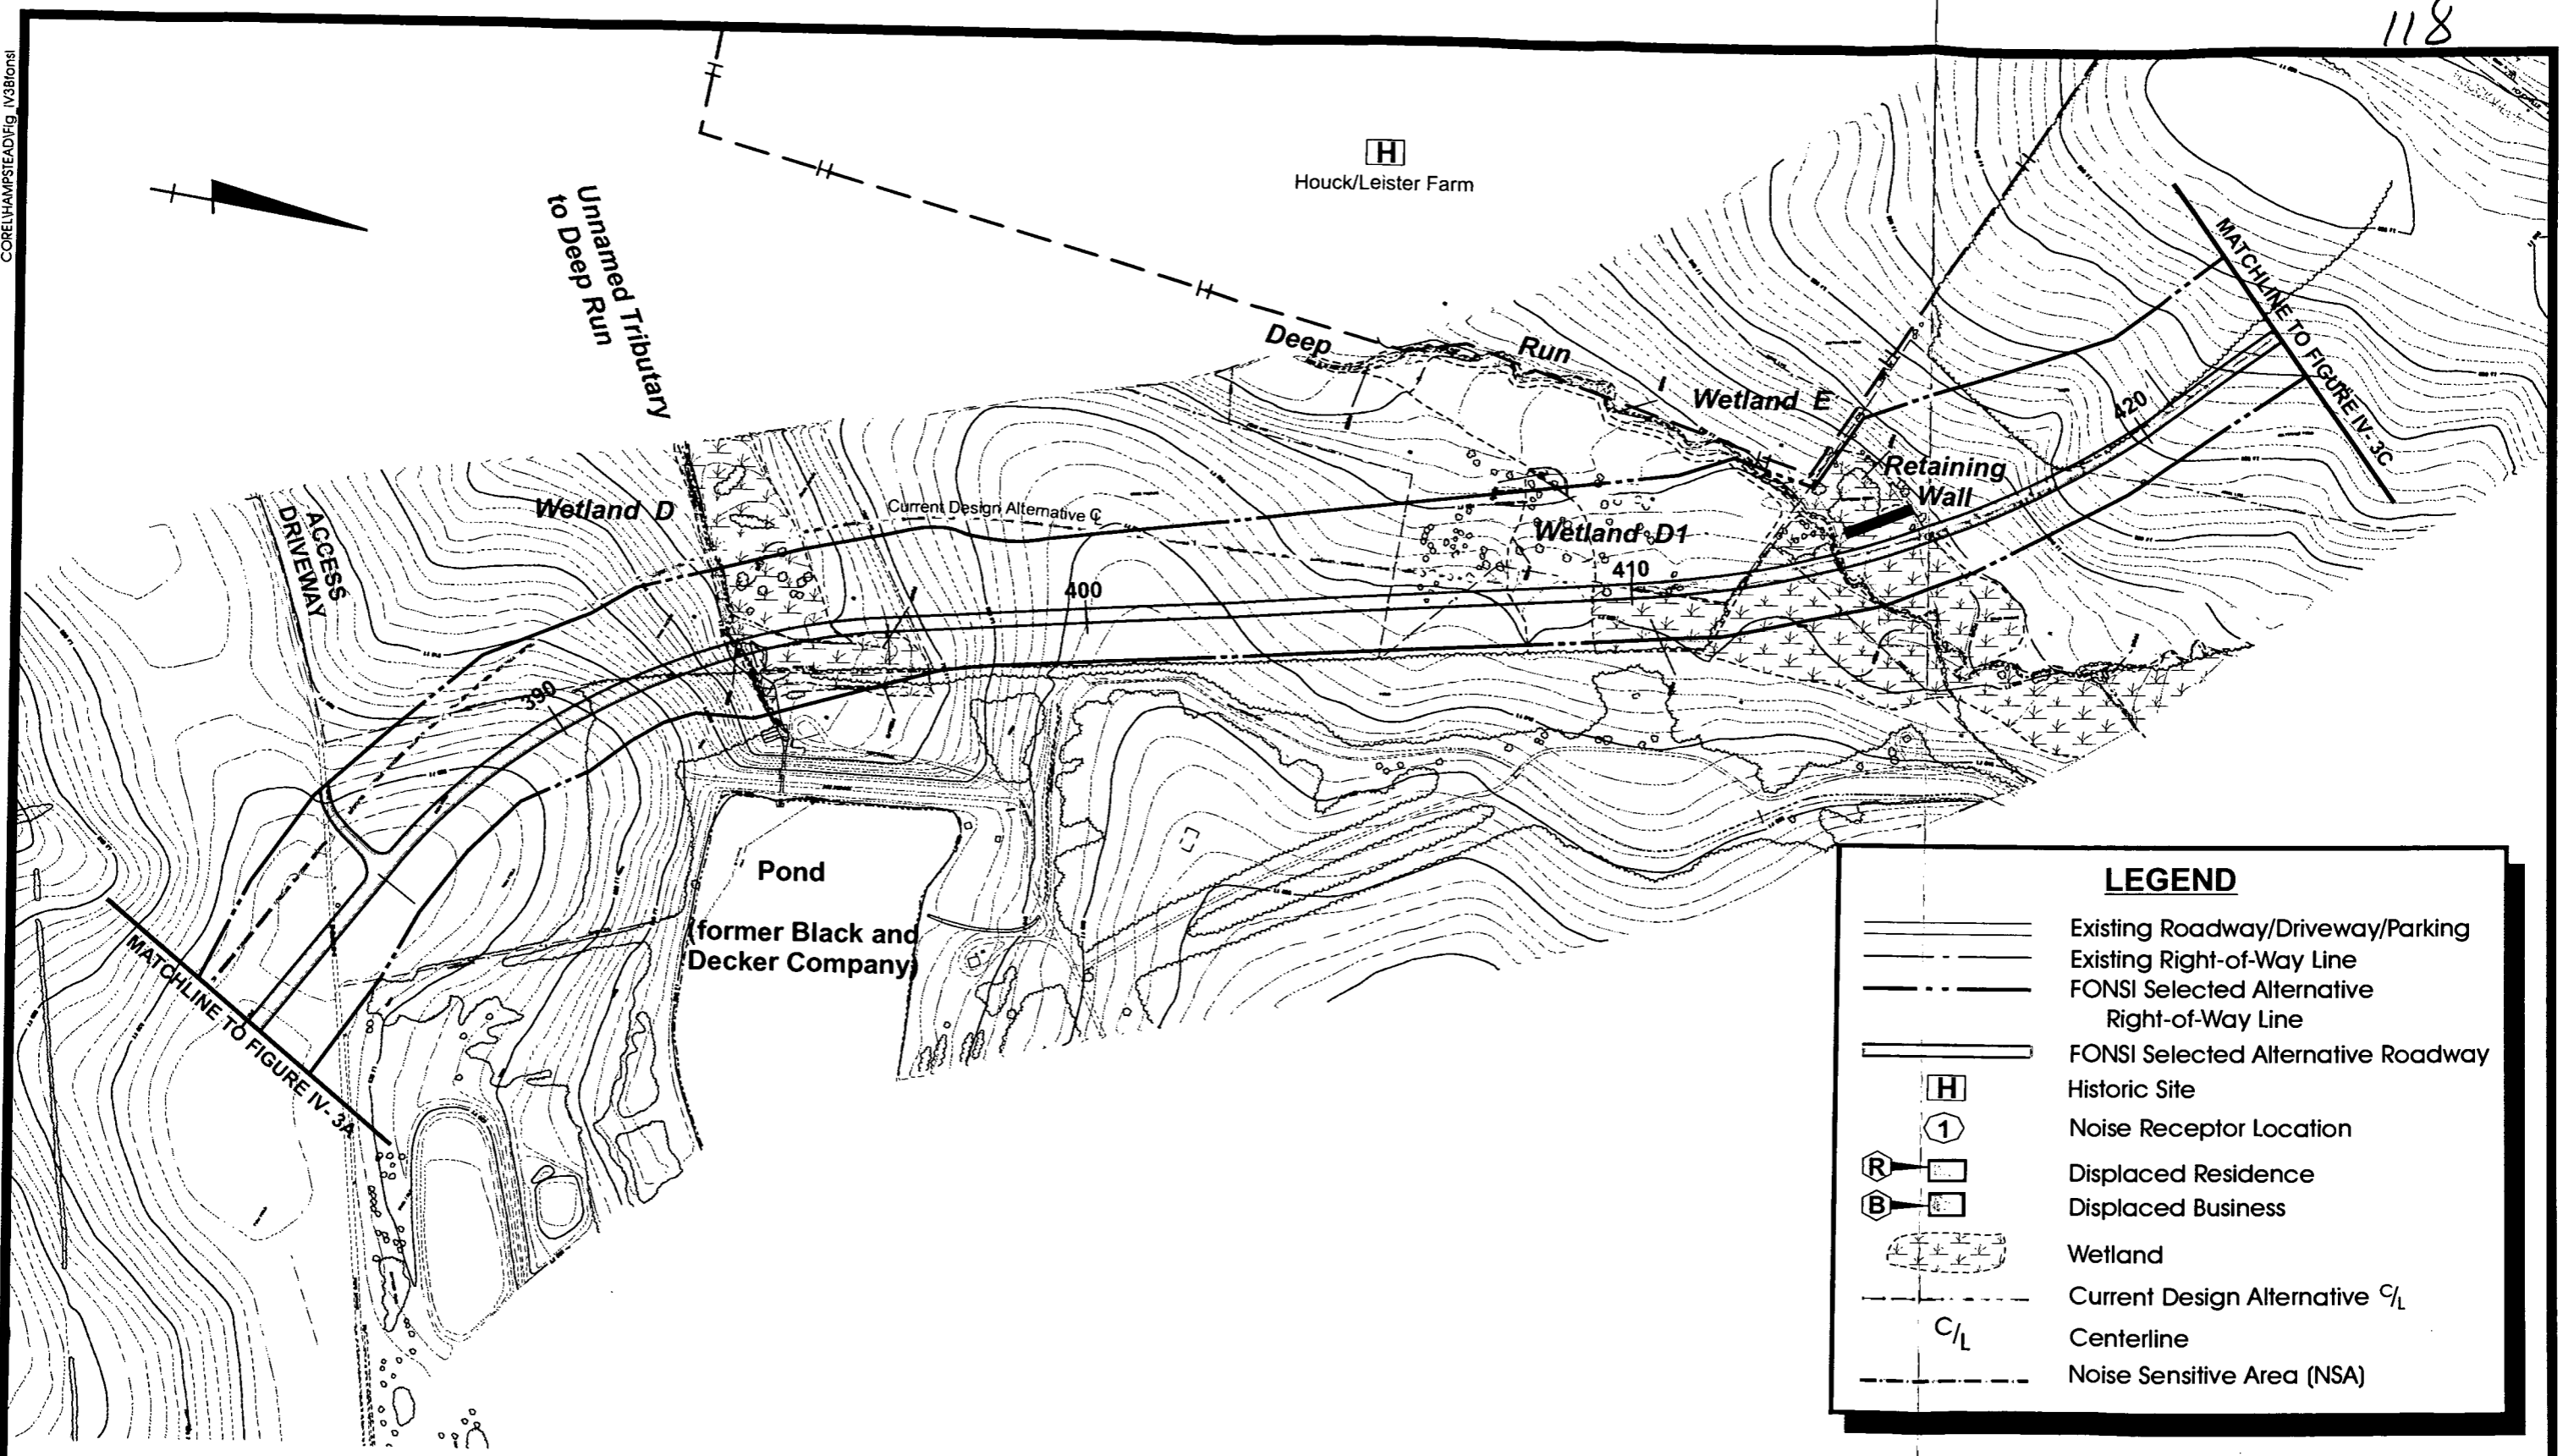 118
COREL\HAMPSTEAD\Fig_IV3Bfonsi
H
Houck/Leister Farm
Unnamed Tributary
to Deep Run
Deep Run
Wetland E
MATCHLINE TO FIGURE IV-3C
420
Retaining
Wall
Wetland D
Current Design Alternative C/L
Wetland D1
ACCESS
DRIVEWAY
400
410
390
Pond
(former Black and
Decker Company)
MATCHLINE TO FIGURE IV-3A
LEGEND
Existing Roadway/Driveway/Parking
Existing Right-of-Way Line
FONSI Selected Alternative
Right-of-Way Line
FONSI Selected Alternative Roadway
H Historic Site
1 Noise Receptor Location
R Displaced Residence
B Displaced Business
Wetland
Current Design Alternative C/L
C/L Centerline
Noise Sensitive Area (NSA)